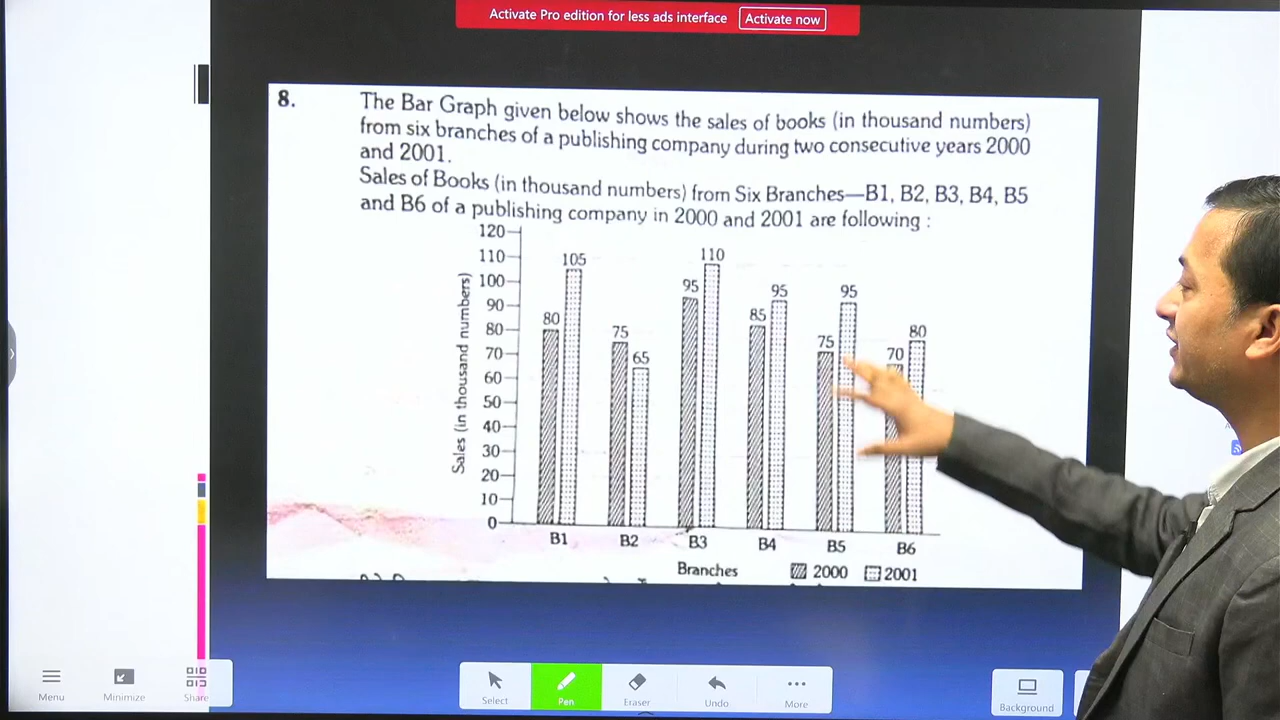 Activate Pro edition for less ads interface Activate now
8. The Bar Graph given below shows the sales of books (in thousand numbers)
from six branches of a publishing company during two consecutive years 2000
and 2001.
Sales of Books (in thousand numbers) from Six Branches—B1, B2, B3, B4, B5
and B6 of a publishing company in 2000 and 2001 are following :
Sales (in thousand numbers)
120
110
100
90
80
70
60
50
40
30
20
10
0
80 105
75 65
95 110
85 95
75 95
70 80
B1 B2 B3 B4 B5 B6
Branches 2000 2001
Menu Minimize Share Select Pen Eraser Undo More Background